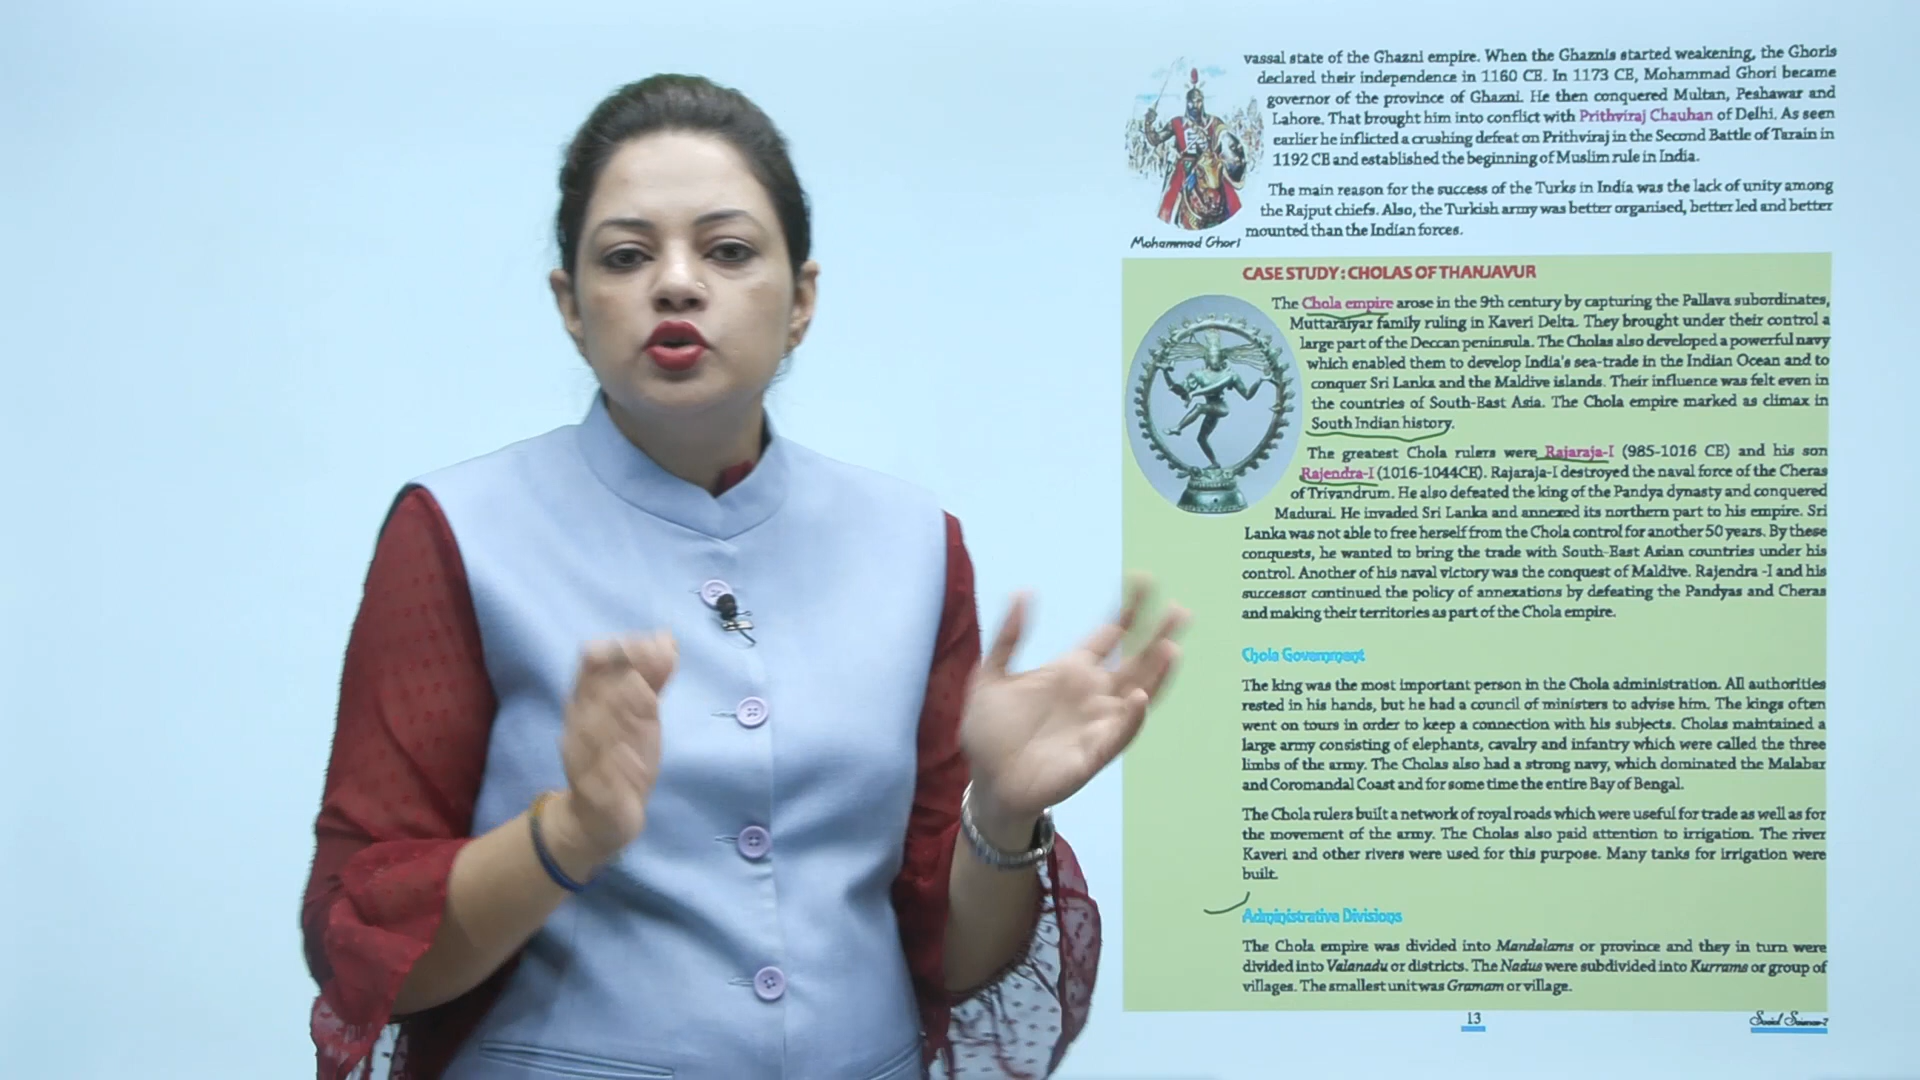 vassal state of the Ghazni empire. When the Ghaznis started weakening, the Ghoris
declared their independence in 1160 CE. In 1173 CE, Mohammad Ghori became
governor of the province of Ghazni. He then conquered Multan, Peshawar and
Lahore. That brought him into conflict with Prithviraj Chauhan of Delhi. As seen
earlier he inflicted a crushing defeat on Prithviraj in the Second Battle of Tarain in
1192 CE and established the beginning of Muslim rule in India.
The main reason for the success of the Turks in India was the lack of unity among
the Rajput chiefs. Also, the Turkish army was better organised, better led and better
mounted than the Indian forces.
Mohammad Ghori
CASE STUDY : CHOLAS OF THANJAVUR
The Chola empire arose in the 9th century by capturing the Pallava subordinates,
Muttaraiyar family ruling in Kaveri Delta. They brought under their control a
large part of the Deccan peninsula. The Cholas also developed a powerful navy
which enabled them to develop India's sea-trade in the Indian Ocean and to
conquer Sri Lanka and the Maldive islands. Their influence was felt even in
the countries of South-East Asia. The Chola empire marked as climax in
South Indian history.
The greatest Chola rulers were Rajaraja-I (985-1016 CE) and his son
Rajendra-I (1016-1044CE). Rajaraja-I destroyed the naval force of the Cheras
of Trivandrum. He also defeated the king of the Pandya dynasty and conquered
Madurai. He invaded Sri Lanka and annexed its northern part to his empire. Sri
Lanka was not able to free herself from the Chola control for another 50 years. By these
conquests, he wanted to bring the trade with South-East Asian countries under his
control. Another of his naval victory was the conquest of Maldive. Rajendra -I and his
successor continued the policy of annexations by defeating the Pandyas and Cheras
and making their territories as part of the Chola empire.
Chola Government
The king was the most important person in the Chola administration. All authorities
rested in his hands, but he had a council of ministers to advise him. The kings often
went on tours in order to keep a connection with his subjects. Cholas maintained a
large army consisting of elephants, cavalry and infantry which were called the three
limbs of the army. The Cholas also had a strong navy, which dominated the Malabar
and Coromandal Coast and for some time the entire Bay of Bengal.
The Chola rulers built a network of royal roads which were useful for trade as well as for
the movement of the army. The Cholas also paid attention to irrigation. The river
Kaveri and other rivers were used for this purpose. Many tanks for irrigation were
built.
Administrative Divisions
The Chola empire was divided into Mandalams or province and they in turn were
divided into Valanadu or districts. The Nadus were subdivided into Kurrams or group of
villages. The smallest unit was Gramam or village.
13
Social Science-7